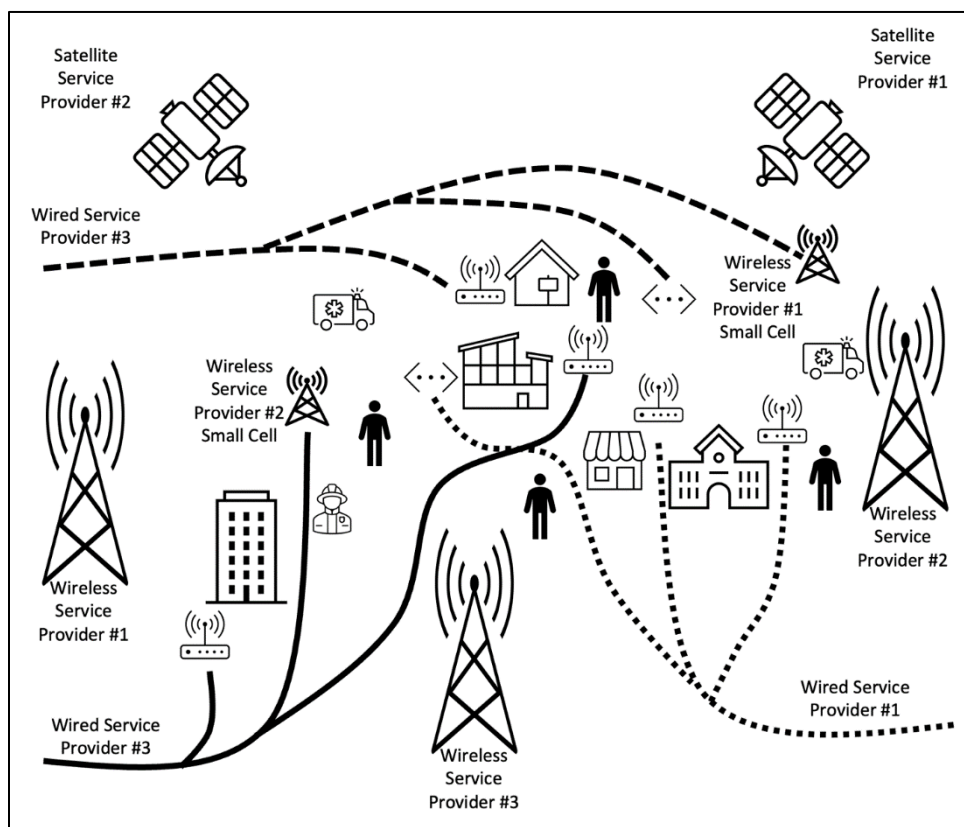 Satellite
Service
Provider #2
Satellite
Service
Provider #1
Wired Service
Provider #3
Wireless
Service
Provider #1
Small Cell
Wireless
Service
Provider #2
Small Cell
Wireless
Service
Provider #2
Wireless
Service
Provider #1
Wired Service
Provider #1
Wired Service
Provider #3
Wireless
Service
Provider #3